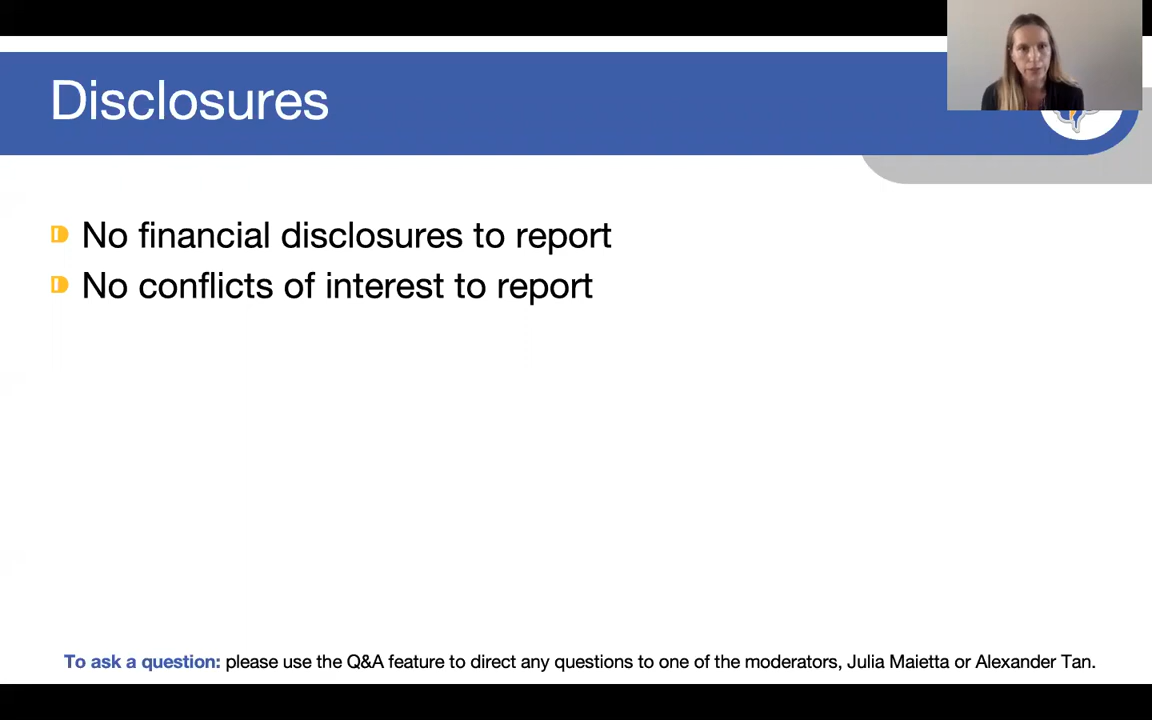 Disclosures
No financial disclosures to report
No conflicts of interest to report
To ask a question: please use the Q&A feature to direct any questions to one of the moderators, Julia Maietta or Alexander Tan.